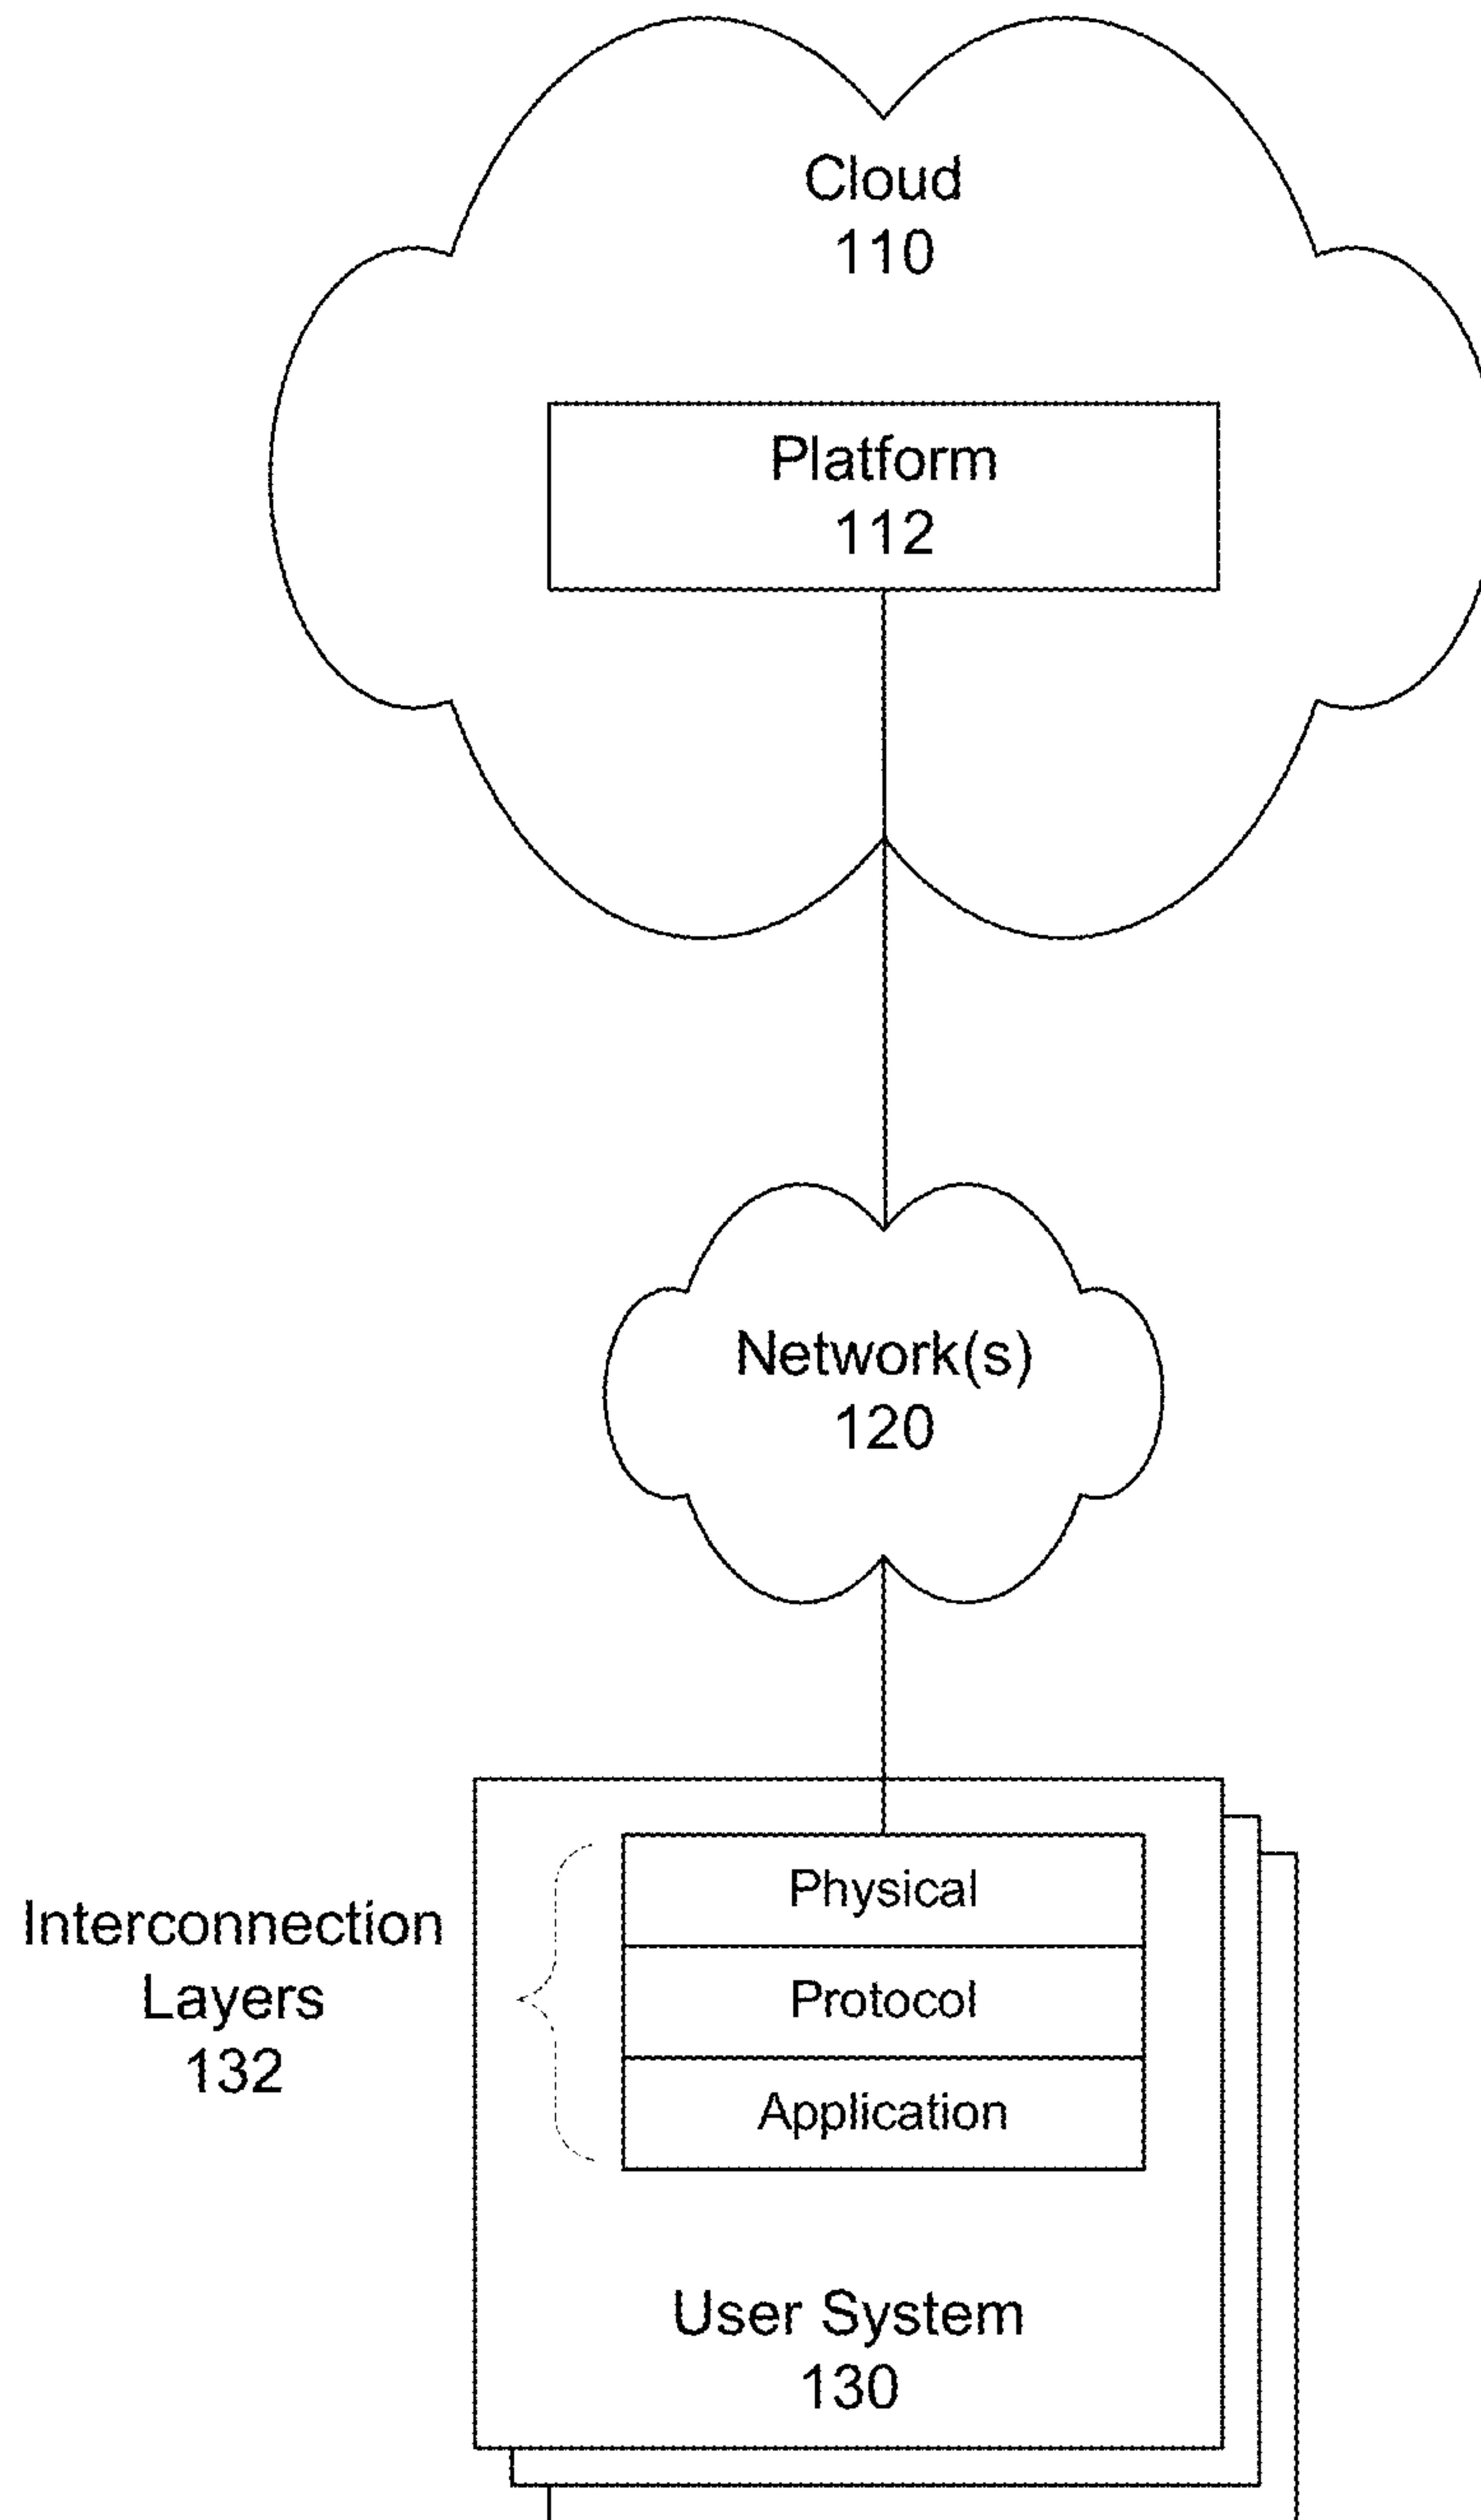 Cloud
110
Platform
112
Network(s)
120
Physical
Interconnection
Layers
132
Protocol
Application
User System
130